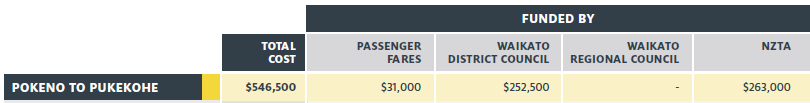 FUNDED BY
TOTAL COST PASSENGER FARES WAIKATO DISTRICT COUNCIL WAIKATO REGIONAL COUNCIL NZTA
POKENO TO PUKEKOHE $546,500 $31,000 $252,500 - $263,000